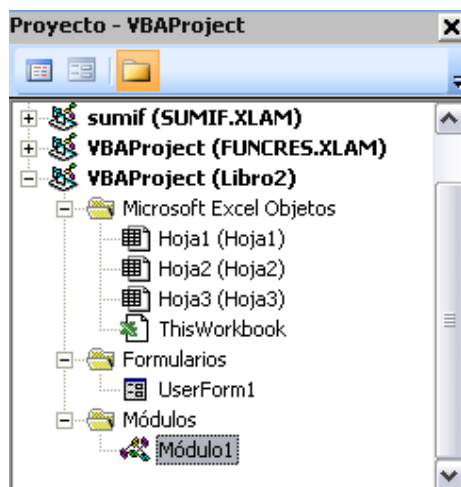 Proyecto - VBAProject
sumif (SUMIF.XLAM)
VBAProject (FUNCRES.XLAM)
VBAProject (Libro2)
Microsoft Excel Objetos
Hoja1 (Hoja1)
Hoja2 (Hoja2)
Hoja3 (Hoja3)
ThisWorkbook
Formularios
UserForm1
Módulos
Módulo1